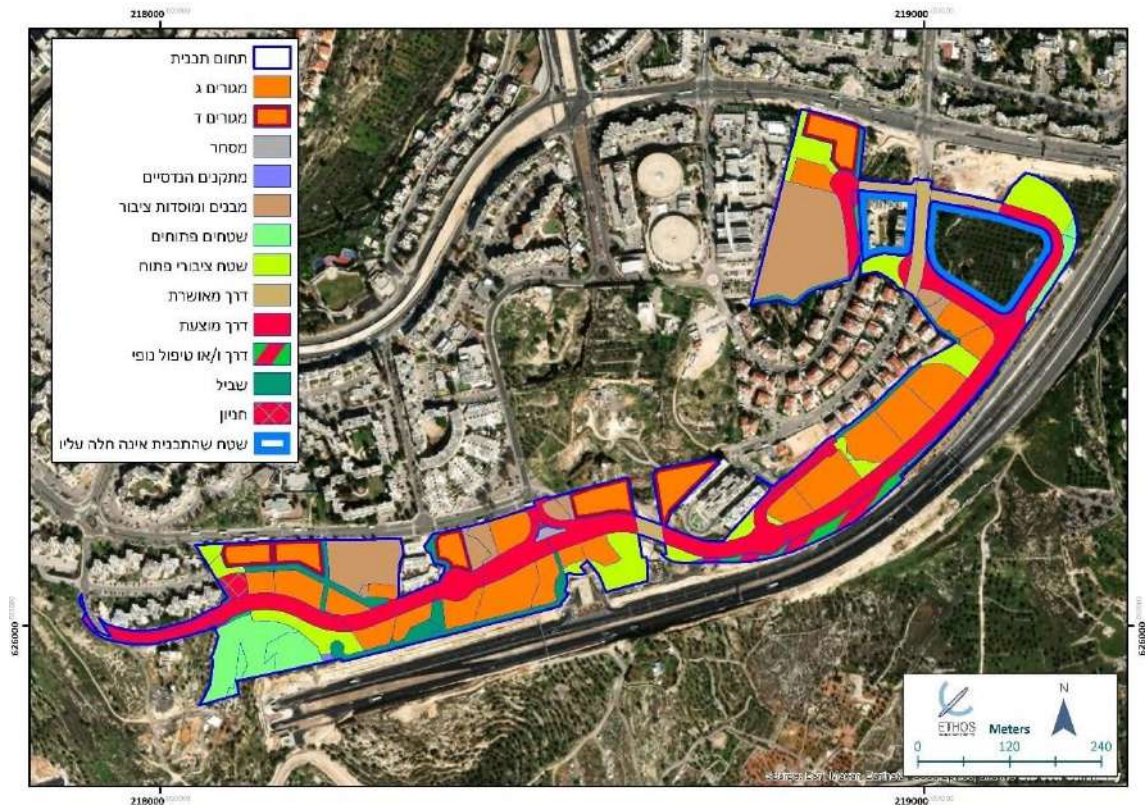 218000
219000
תחום תכנית
מגורים ג
מגורים ד
מסחר
מתקנים הנדסיים
מבנים ומוסדות ציבור
שטחים פתוחים
שטח ציבורי פתוח
דרך מאושרת
דרך מוצעת
דרך ו/או טיפול נופי
שביל
חניון
שטח שהתכנית אינה חלה עליו
626000
626000
ETHOS
Meters
N
0 120 240
218000
219000